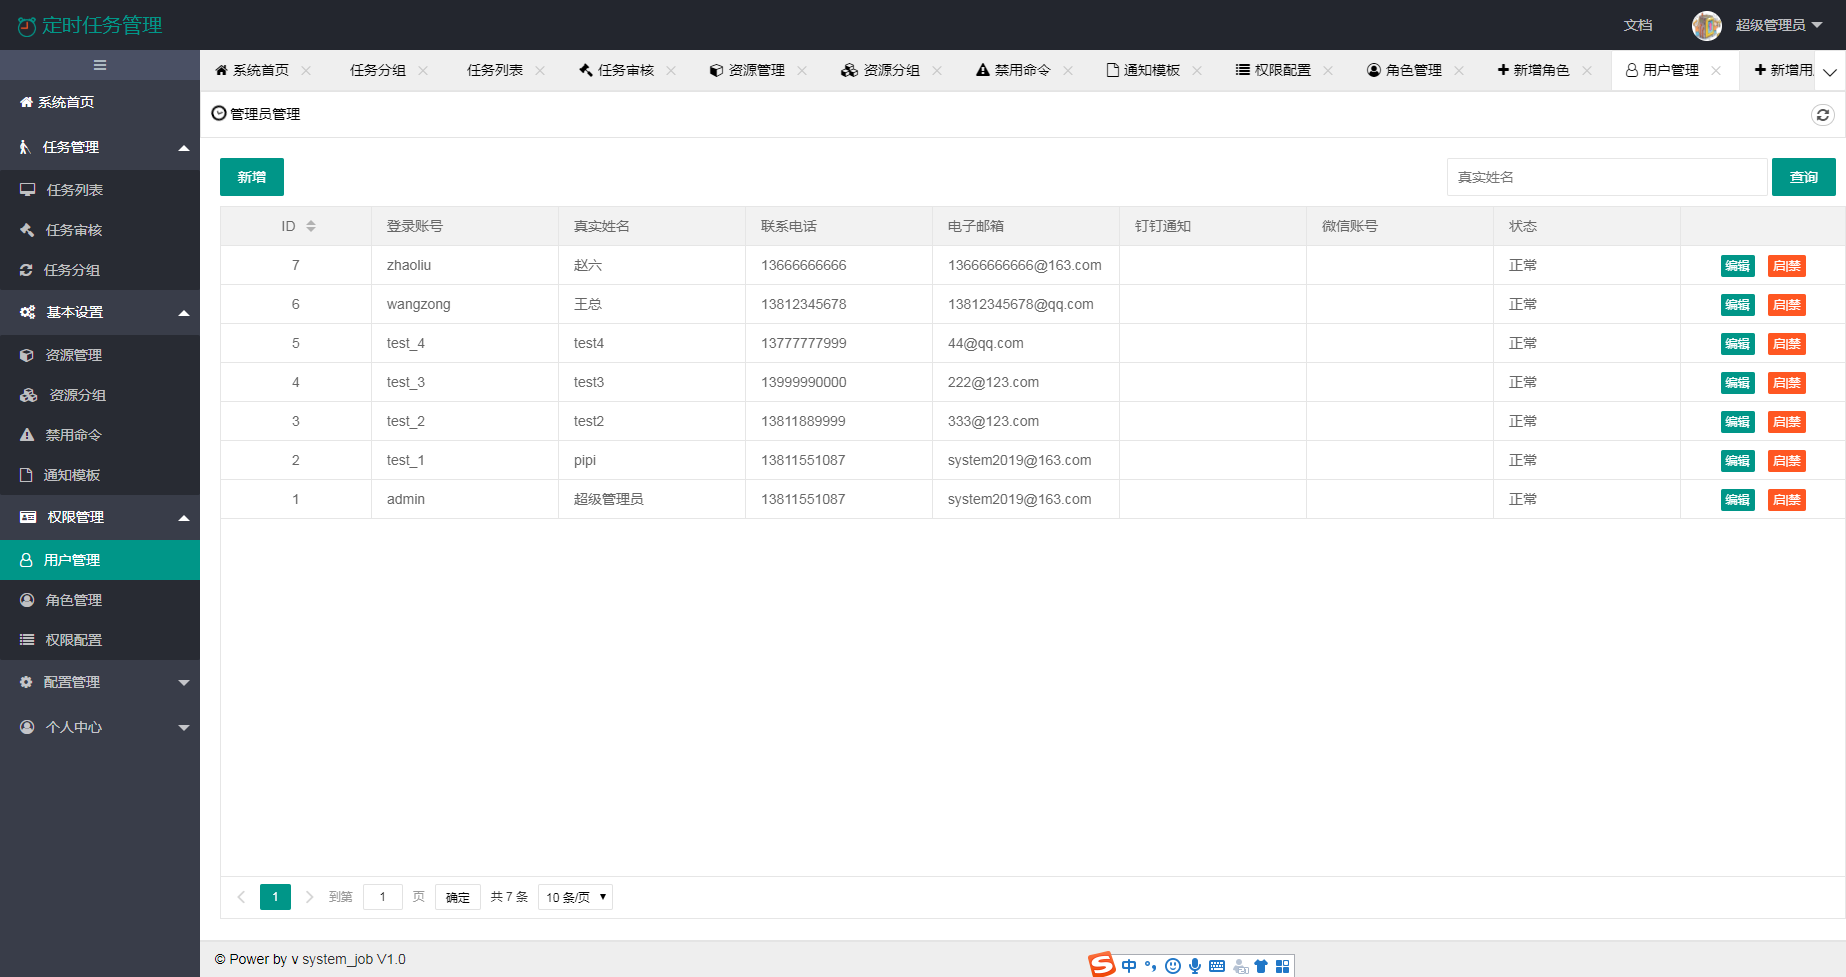 定时任务管理
文档 超级管理员
系统首页 任务分组 任务列表 任务审核 资源管理 资源分组 禁用命令 通知模板 权限配置 角色管理 新增角色 用户管理 新增用
系统首页
任务管理
任务列表
任务审核
任务分组
基本设置
资源管理
资源分组
禁用命令
通知模板
权限管理
用户管理
角色管理
权限配置
配置管理
个人中心
管理员管理
新增 真实姓名 查询
ID 登录账号 真实姓名 联系电话 电子邮箱 钉钉通知 微信账号 状态
7 zhaoliu 赵六 13666666666 13666666666@163.com 正常 编辑 启|禁
6 wangzong 王总 13812345678 13812345678@qq.com 正常 编辑 启|禁
5 test_4 test4 13777777999 44@qq.com 正常 编辑 启|禁
4 test_3 test3 13999990000 222@123.com 正常 编辑 启|禁
3 test_2 test2 13811889999 333@123.com 正常 编辑 启|禁
2 test_1 pipi 13811551087 system2019@163.com 正常 编辑 启|禁
1 admin 超级管理员 13811551087 system2019@163.com 正常 编辑 启|禁
1 到第 1 页 确定 共 7 条 10 条/页
© Power by v system_job V1.0
S 中